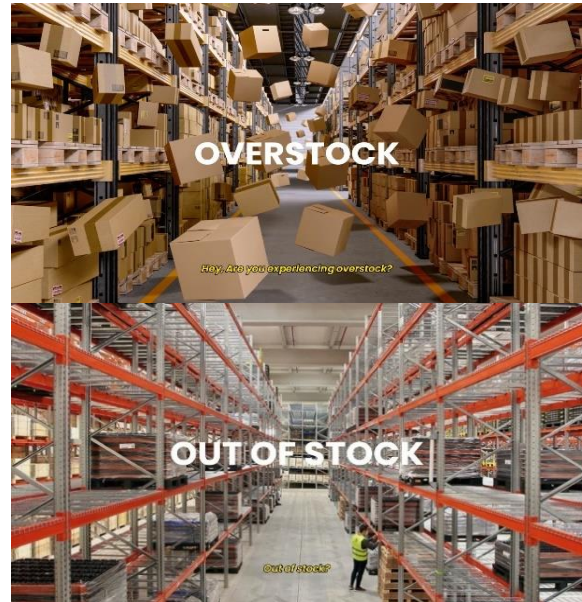 OVERSTOCK
Hey, Are you experiencing overstock?
OUT OF STOCK
Out of stock?